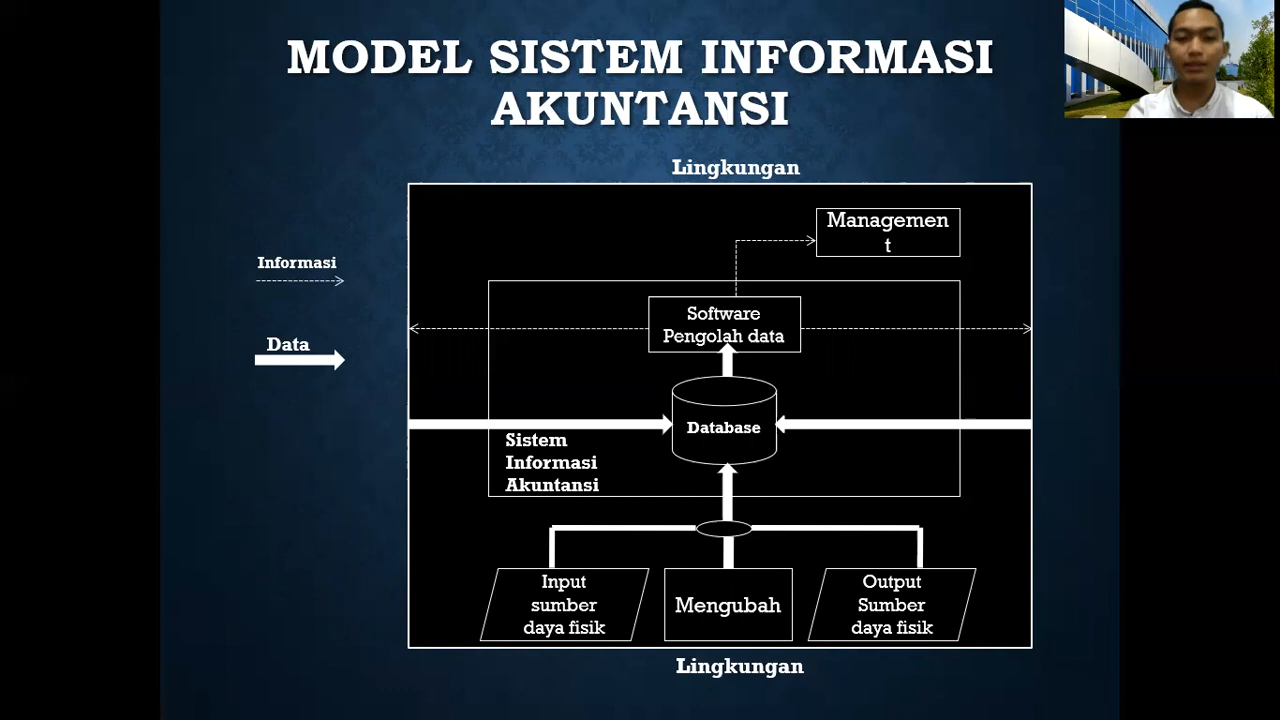 MODEL SISTEM INFORMASI
AKUNTANSI
Lingkungan
Managemen
t
Informasi
Software
Pengolah data
Data
Database
Sistem
Informasi
Akuntansi
Input
sumber
daya fisik
Mengubah
Output
Sumber
daya fisik
Lingkungan